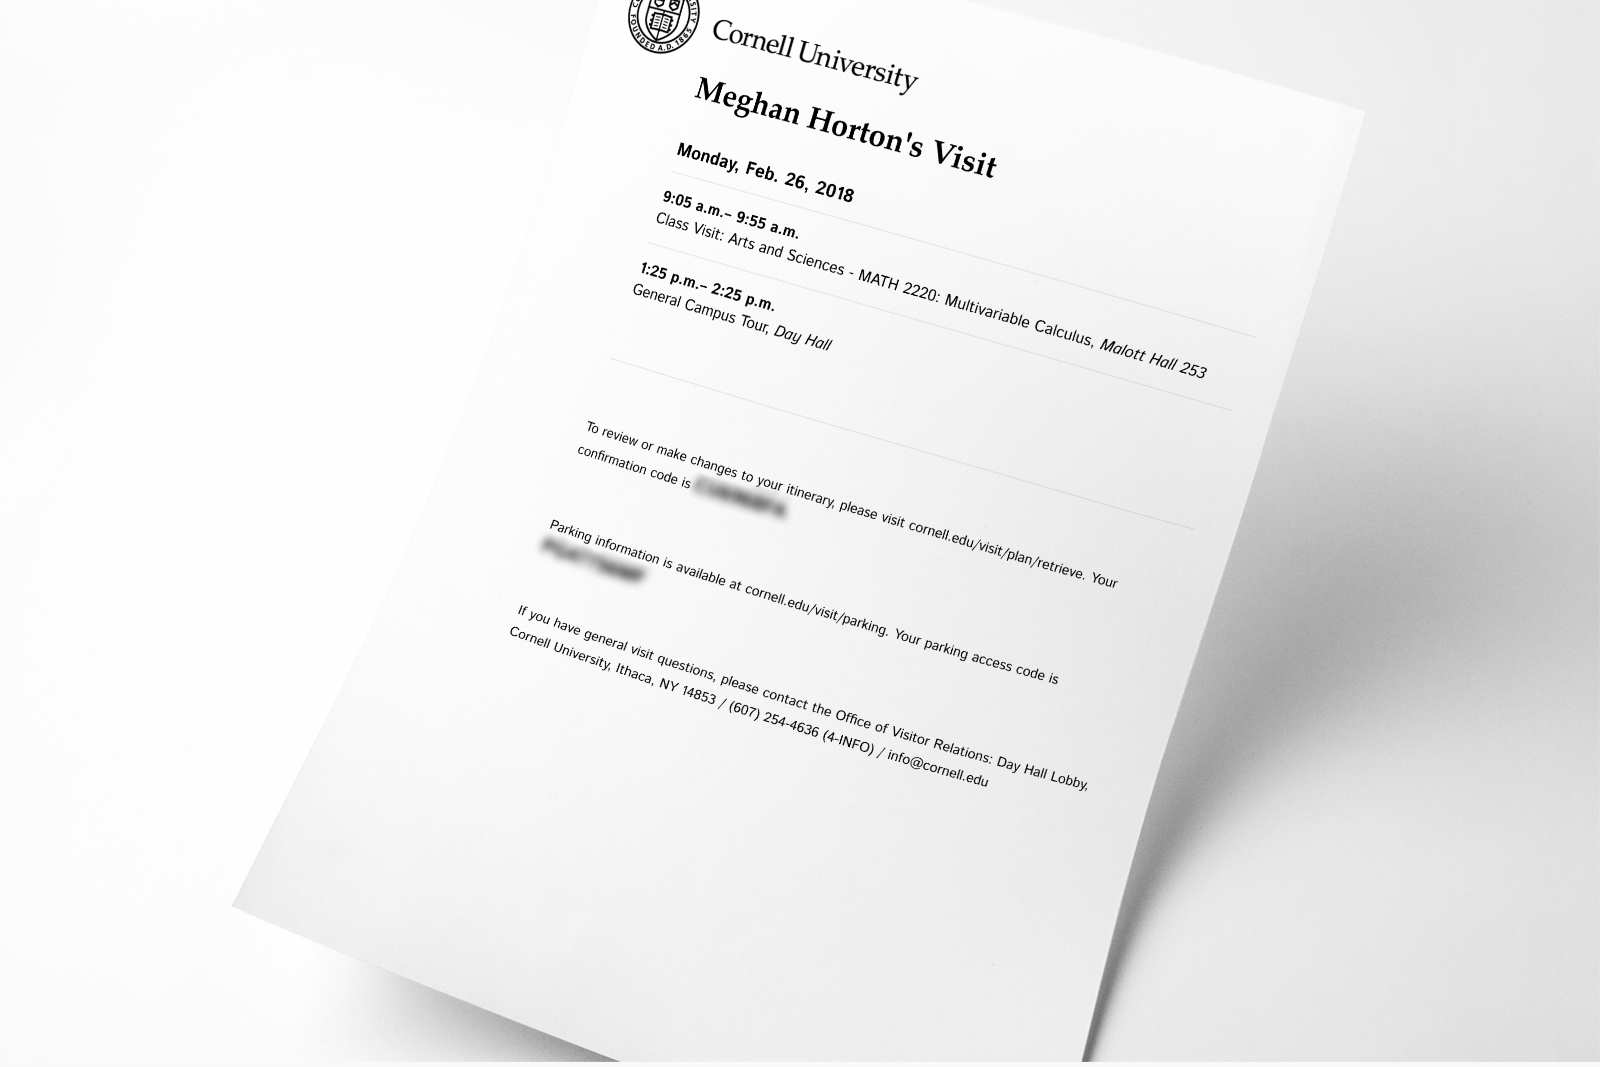 FOUNDED A.D. 1865
Cornell University
Meghan Horton's Visit
Monday, Feb. 26, 2018
9:05 a.m.– 9:55 a.m.
Class Visit: Arts and Sciences - MATH 2220: Multivariable Calculus, Malott Hall 253
1:25 p.m.– 2:25 p.m.
General Campus Tour, Day Hall
To review or make changes to your itinerary, please visit cornell.edu/visit/plan/retrieve. Your
confirmation code is
Parking information is available at cornell.edu/visit/parking. Your parking access code is
If you have general visit questions, please contact the Office of Visitor Relations: Day Hall Lobby,
Cornell University, Ithaca, NY 14853 / (607) 254-4636 (4-INFO) / info@cornell.edu